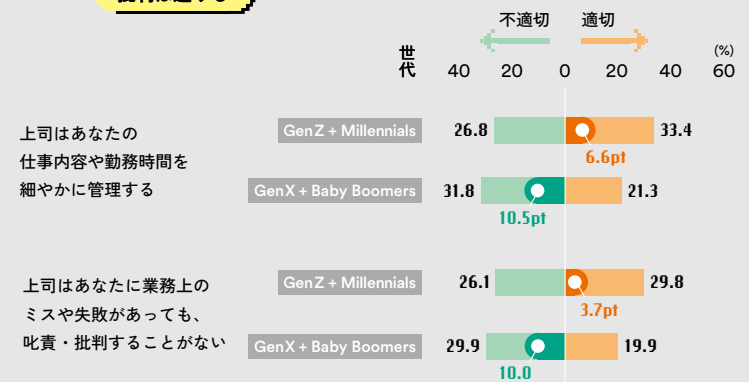 不適切 適切
世代
(%)
40 20 0 20 40 60
上司はあなたの
仕事内容や勤務時間を
細やかに管理する
GenZ + Millennials 26.8 33.4
6.6pt
GenX + Baby Boomers 31.8 21.3
10.5pt
上司はあなたに業務上の
ミスや失敗があっても、
叱責・批判することがない
GenZ + Millennials 26.1 29.8
3.7pt
GenX + Baby Boomers 29.9 19.9
10.0